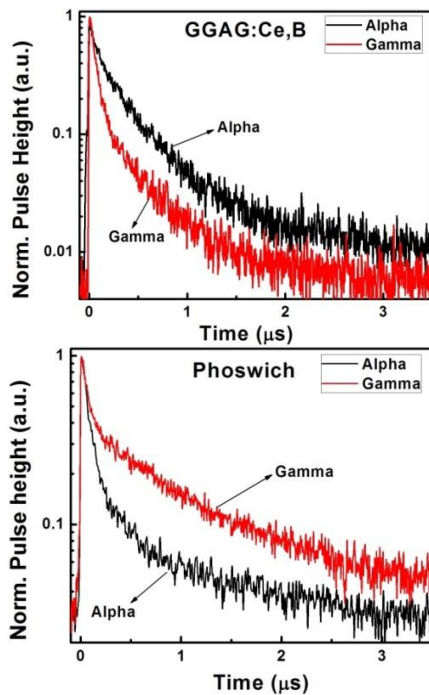 GGAG:Ce,B
Alpha
Gamma
Norm. Pulse Height (a.u.)
1
0.1
0.01
Alpha
Gamma
0
1
2
3
Time (μs)
Phoswich
Alpha
Gamma
Norm. Pulse height (a.u.)
1
0.1
Gamma
Alpha
0
1
2
3
Time (μs)